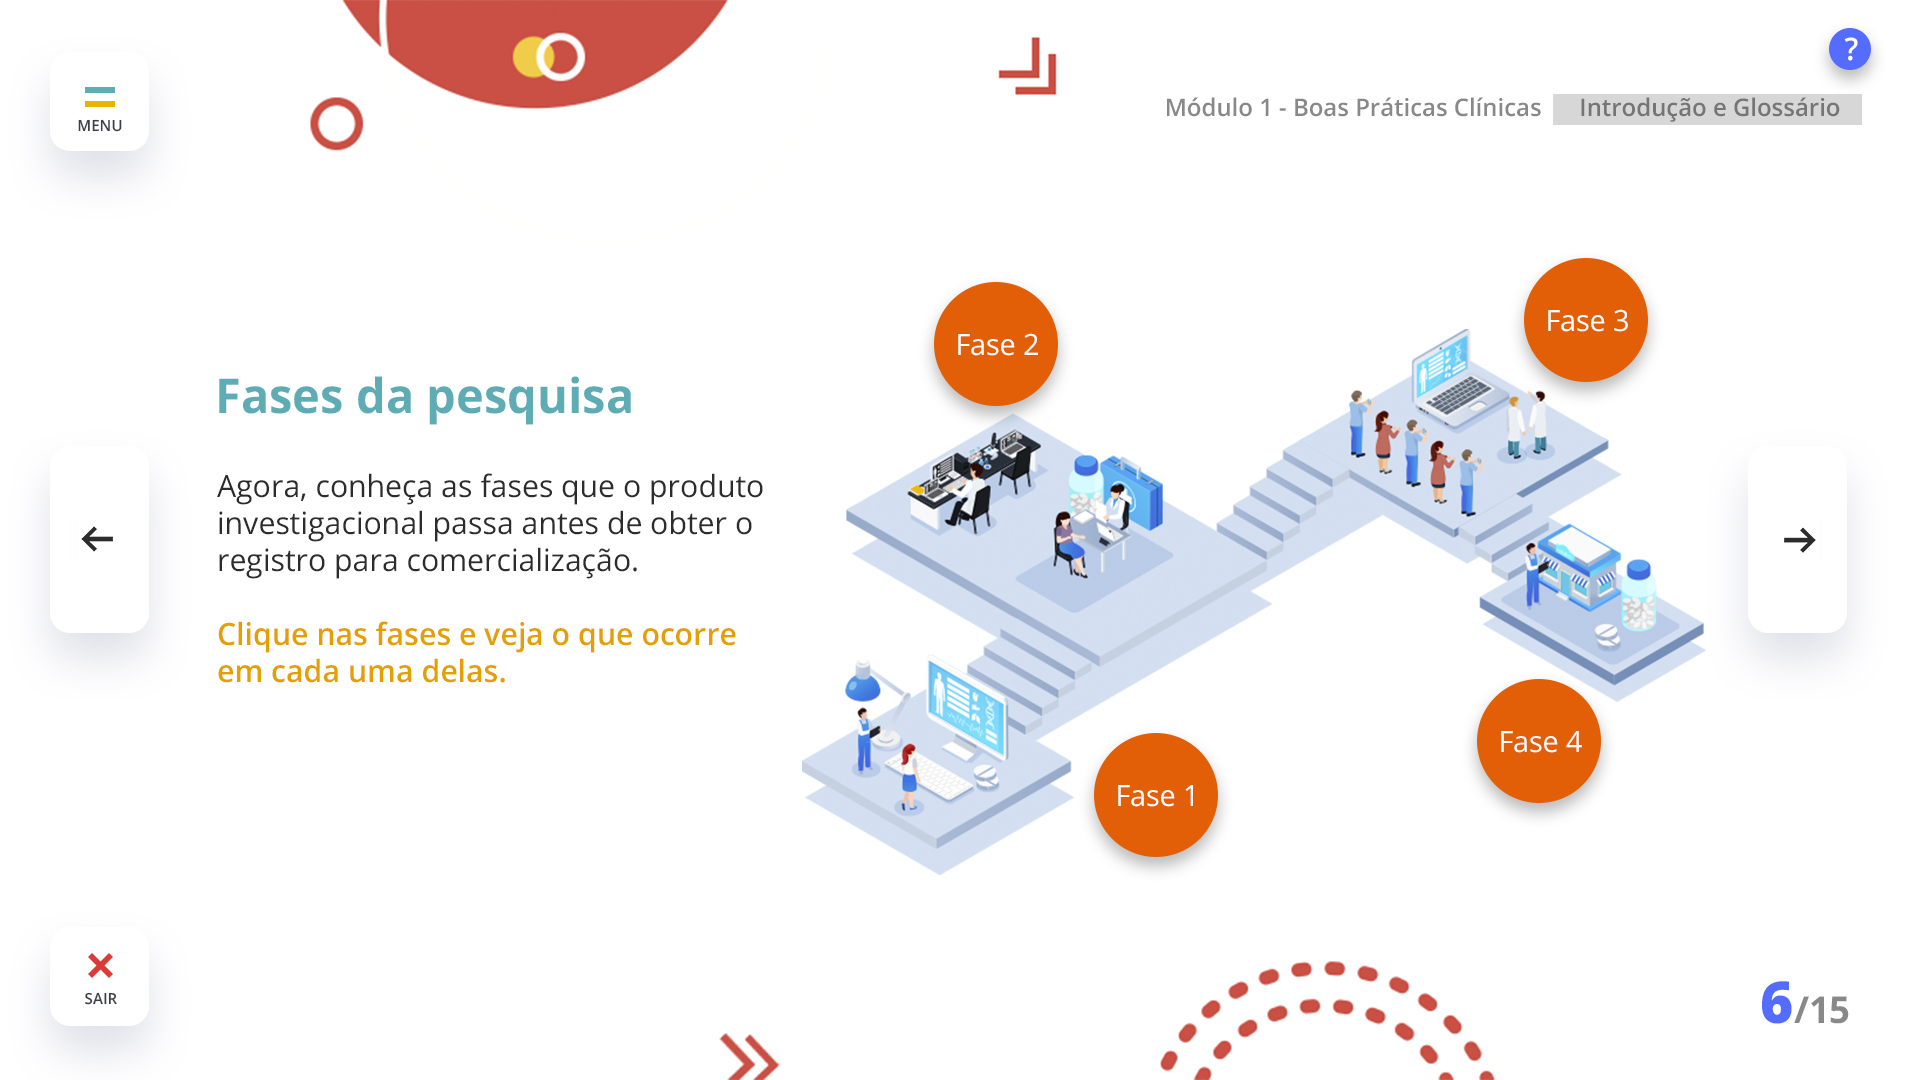 MENU
?
Módulo 1 - Boas Práticas Clínicas Introdução e Glossário
Fases da pesquisa
Agora, conheça as fases que o produto
investigacional passa antes de obter o
registro para comercialização.
Clique nas fases e veja o que ocorre
em cada uma delas.
Fase 2
Fase 3
Fase 1
Fase 4
SAIR
6/15